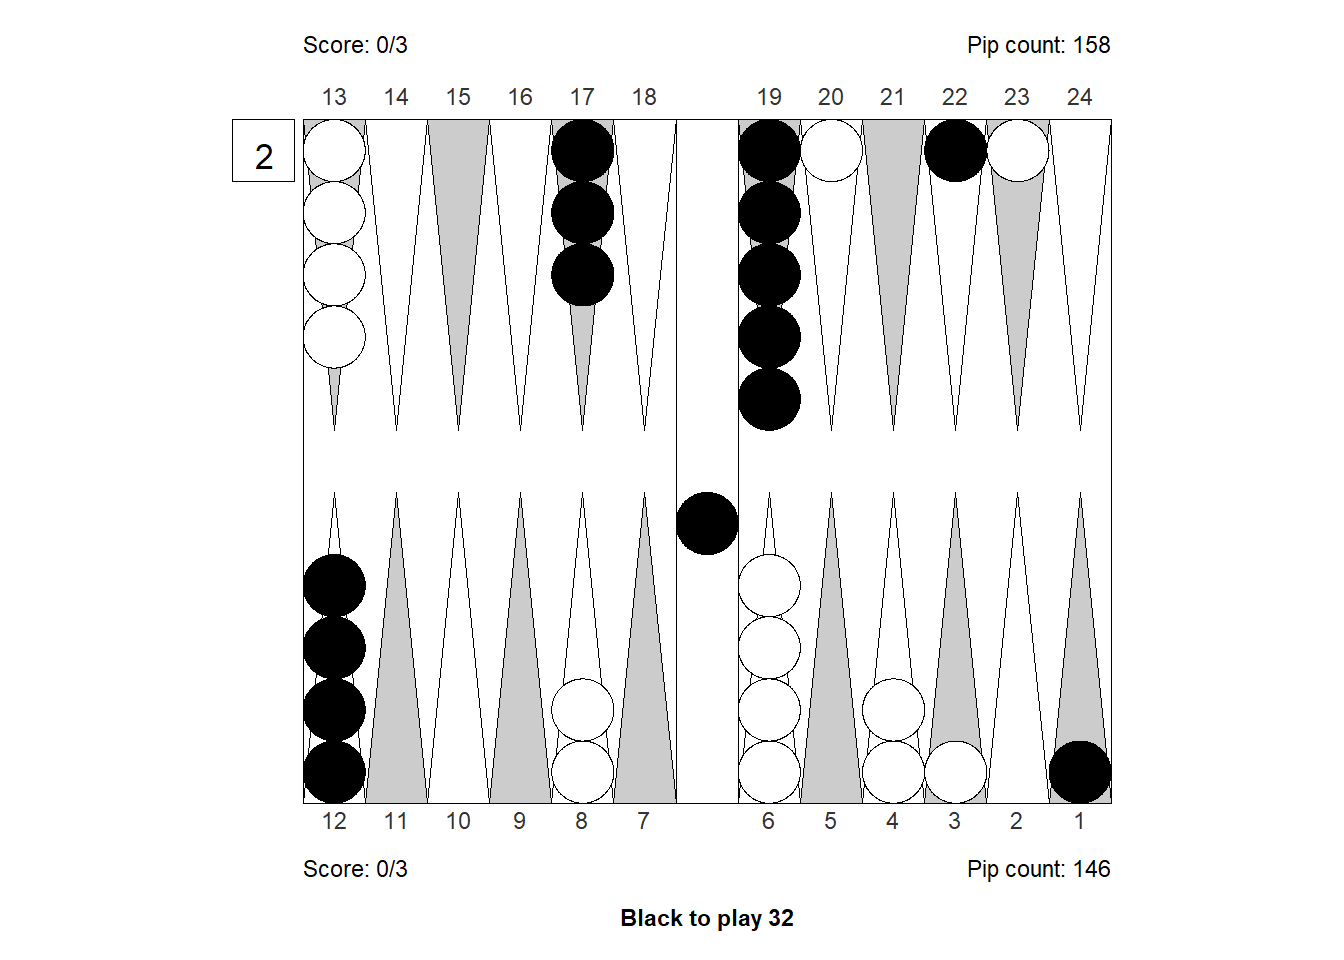 Score: 0/3 Pip count: 158
13 14 15 16 17 18 19 20 21 22 23 24
2
12 11 10 9 8 7 6 5 4 3 2 1
Score: 0/3 Pip count: 146
Black to play 32